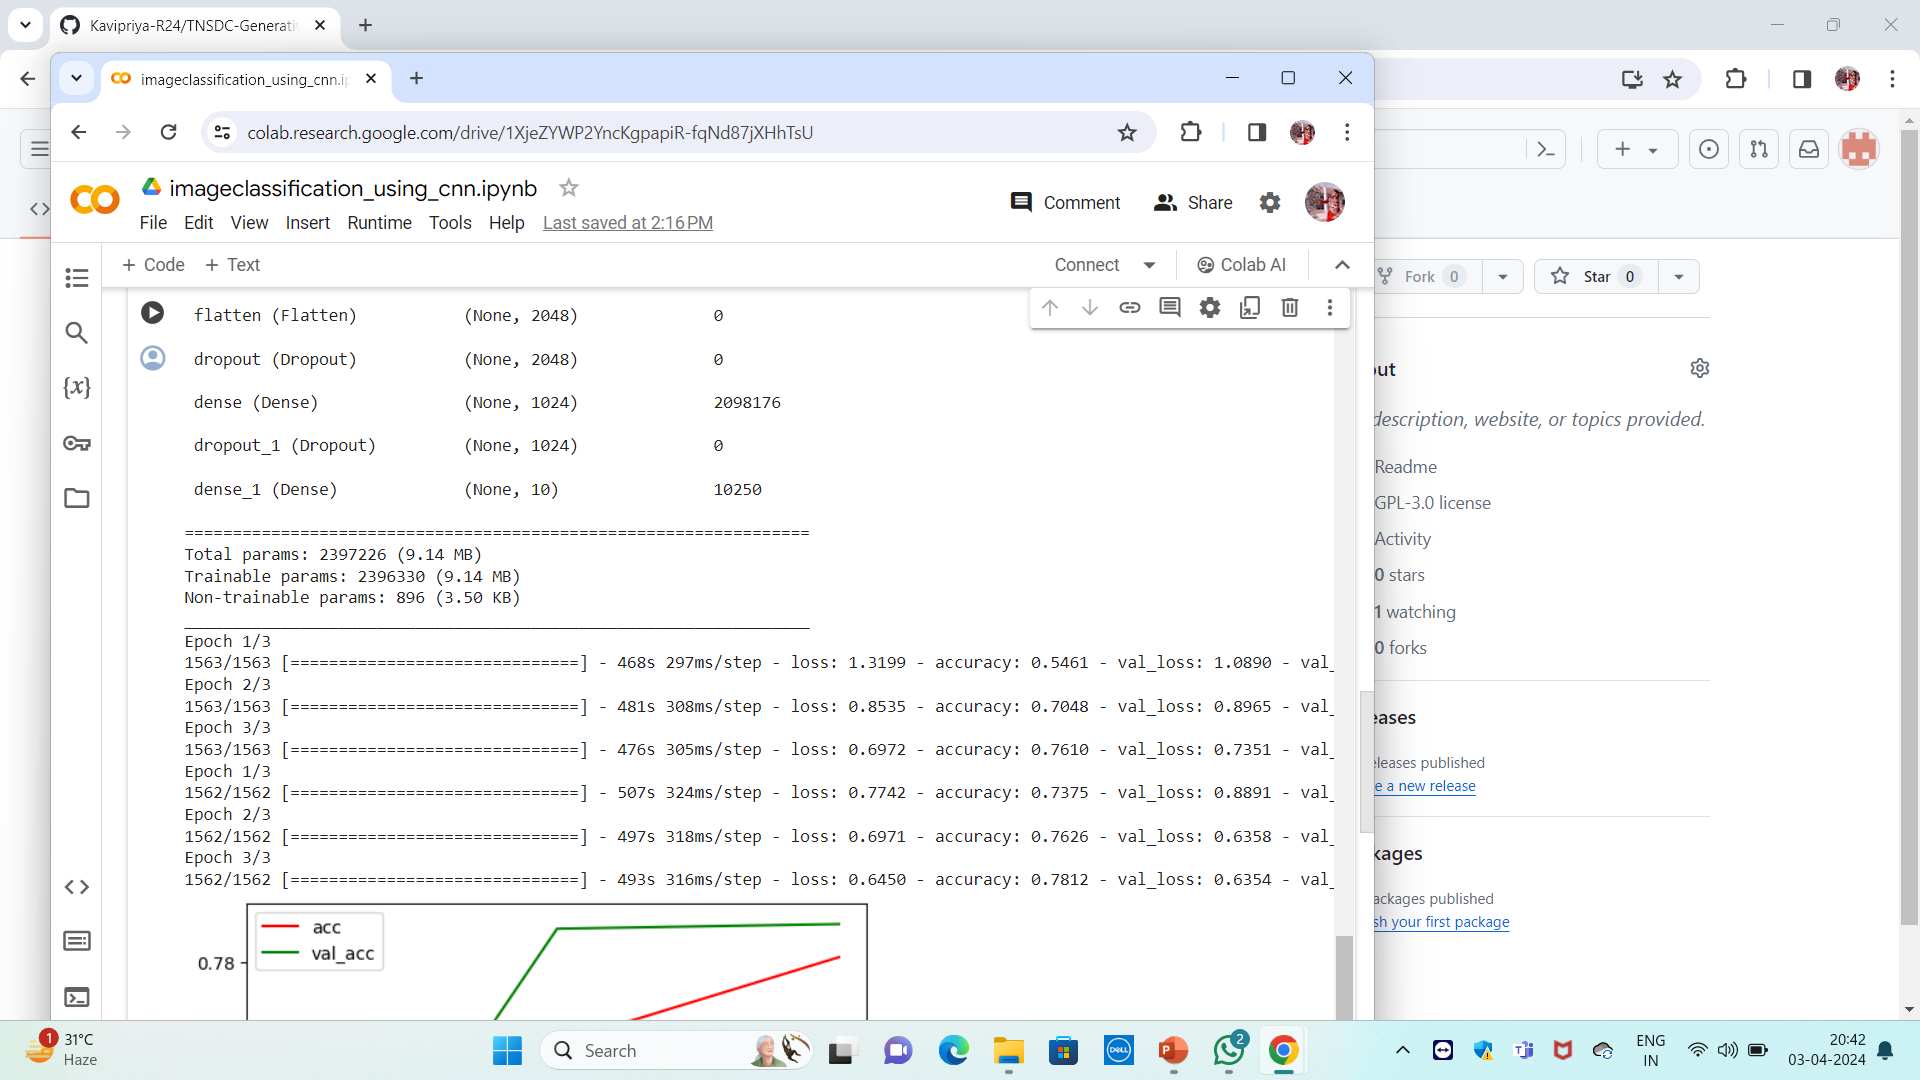 Kavipriya-R24/TNSDC-Generati
imageclassification_using_cnn.ip
colab.research.google.com/drive/1XjeZYWP2YncKgpapiR-fqNd87jXHhTsU
imageclassification_using_cnn.ipynb
Comment
Share
File Edit View Insert Runtime Tools Help Last saved at 2:16 PM
+ Code + Text
Connect
Colab AI
flatten (Flatten) (None, 2048) 0
dropout (Dropout) (None, 2048) 0
dense (Dense) (None, 1024) 2098176
dropout_1 (Dropout) (None, 1024) 0
dense_1 (Dense) (None, 10) 10250
=================================================================
Total params: 2397226 (9.14 MB)
Trainable params: 2396330 (9.14 MB)
Non-trainable params: 896 (3.50 KB)
_________________________________________________________________
Epoch 1/3
1563/1563 [==============================] - 468s 297ms/step - loss: 1.3199 - accuracy: 0.5461 - val_loss: 1.0890 - val_
Epoch 2/3
1563/1563 [==============================] - 481s 308ms/step - loss: 0.8535 - accuracy: 0.7048 - val_loss: 0.8965 - val_
Epoch 3/3
1563/1563 [==============================] - 476s 305ms/step - loss: 0.6972 - accuracy: 0.7610 - val_loss: 0.7351 - val_
Epoch 1/3
1562/1562 [==============================] - 507s 324ms/step - loss: 0.7742 - accuracy: 0.7375 - val_loss: 0.8891 - val_
Epoch 2/3
1562/1562 [==============================] - 497s 318ms/step - loss: 0.6971 - accuracy: 0.7626 - val_loss: 0.6358 - val_
Epoch 3/3
1562/1562 [==============================] - 493s 316ms/step - loss: 0.6450 - accuracy: 0.7812 - val_loss: 0.6354 - val_
acc
val_acc
0.78
Fork 0
Star 0
out
description, website, or topics provided.
Readme
GPL-3.0 license
Activity
0 stars
1 watching
0 forks
eases
eleases published
e a new release
kages
ackages published
sh your first package
1
31°C
Haze
Search
DELL
2
ENG
IN
20:42
03-04-2024